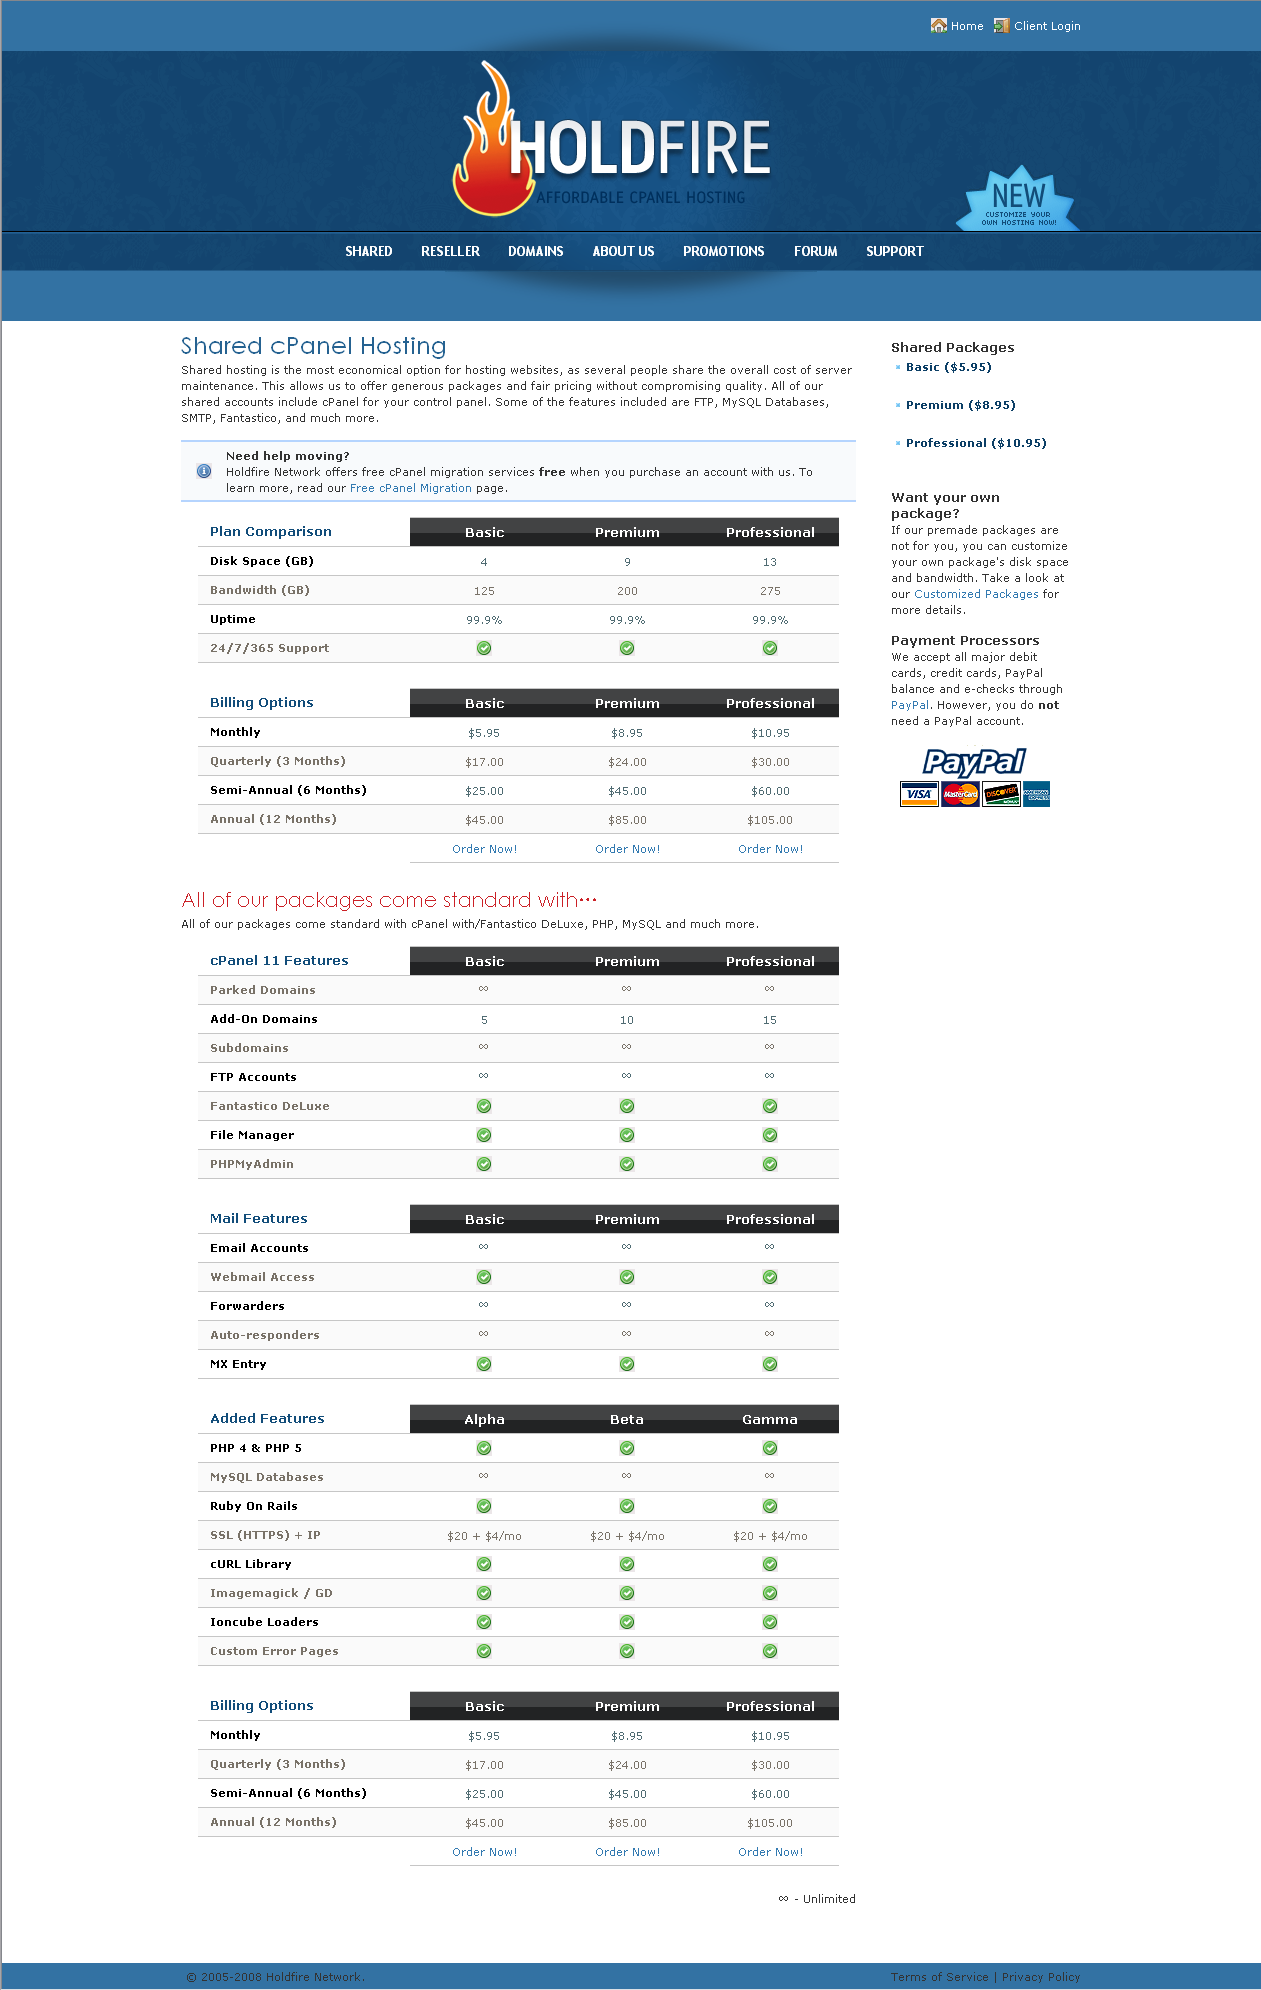 Home Client Login
HOLDFIRE
AFFORDABLE CPANEL HOSTING
NEW
CUSTOMIZE YOUR
OWN HOSTING NOW!
SHARED RESELLER DOMAINS ABOUT US PROMOTIONS FORUM SUPPORT
Shared cPanel Hosting
Shared hosting is the most economical option for hosting websites, as several people share the overall cost of server
maintenance. This allows us to offer generous packages and fair pricing without compromising quality. All of our
shared accounts include cPanel for your control panel. Some of the features included are FTP, MySQL Databases,
SMTP, Fantastico, and much more.
Need help moving?
Holdfire Network offers free cPanel migration services free when you purchase an account with us. To
learn more, read our Free cPanel Migration page.
Plan Comparison Basic Premium Professional
Disk Space (GB) 4 9 13
Bandwidth (GB) 125 200 275
Uptime 99.9% 99.9% 99.9%
24/7/365 Support
Billing Options Basic Premium Professional
Monthly $5.95 $8.95 $10.95
Quarterly (3 Months) $17.00 $24.00 $30.00
Semi-Annual (6 Months) $25.00 $45.00 $60.00
Annual (12 Months) $45.00 $85.00 $105.00
Order Now! Order Now! Order Now!
All of our packages come standard with...
All of our packages come standard with cPanel with/Fantastico DeLuxe, PHP, MySQL and much more.
cPanel 11 Features Basic Premium Professional
Parked Domains ∞ ∞ ∞
Add-On Domains 5 10 15
Subdomains ∞ ∞ ∞
FTP Accounts ∞ ∞ ∞
Fantastico DeLuxe
File Manager
PHPMyAdmin
Mail Features Basic Premium Professional
Email Accounts ∞ ∞ ∞
Webmail Access
Forwarders ∞ ∞ ∞
Auto-responders ∞ ∞ ∞
MX Entry
Added Features Alpha Beta Gamma
PHP 4 & PHP 5
MySQL Databases ∞ ∞ ∞
Ruby On Rails
SSL (HTTPS) + IP $20 + $4/mo $20 + $4/mo $20 + $4/mo
cURL Library
Imagemagick / GD
Ioncube Loaders
Custom Error Pages
Billing Options Basic Premium Professional
Monthly $5.95 $8.95 $10.95
Quarterly (3 Months) $17.00 $24.00 $30.00
Semi-Annual (6 Months) $25.00 $45.00 $60.00
Annual (12 Months) $45.00 $85.00 $105.00
Order Now! Order Now! Order Now!
∞ - Unlimited
Shared Packages
Basic ($5.95)
Premium ($8.95)
Professional ($10.95)
Want your own
package?
If our premade packages are
not for you, you can customize
your own package's disk space
and bandwidth. Take a look at
our Customized Packages for
more details.
Payment Processors
We accept all major debit
cards, credit cards, PayPal
balance and e-checks through
PayPal. However, you do not
need a PayPal account.
PayPal
VISA MasterCard DISCOVER AMERICAN EXPRESS
© 2005-2008 Holdfire Network. Terms of Service | Privacy Policy